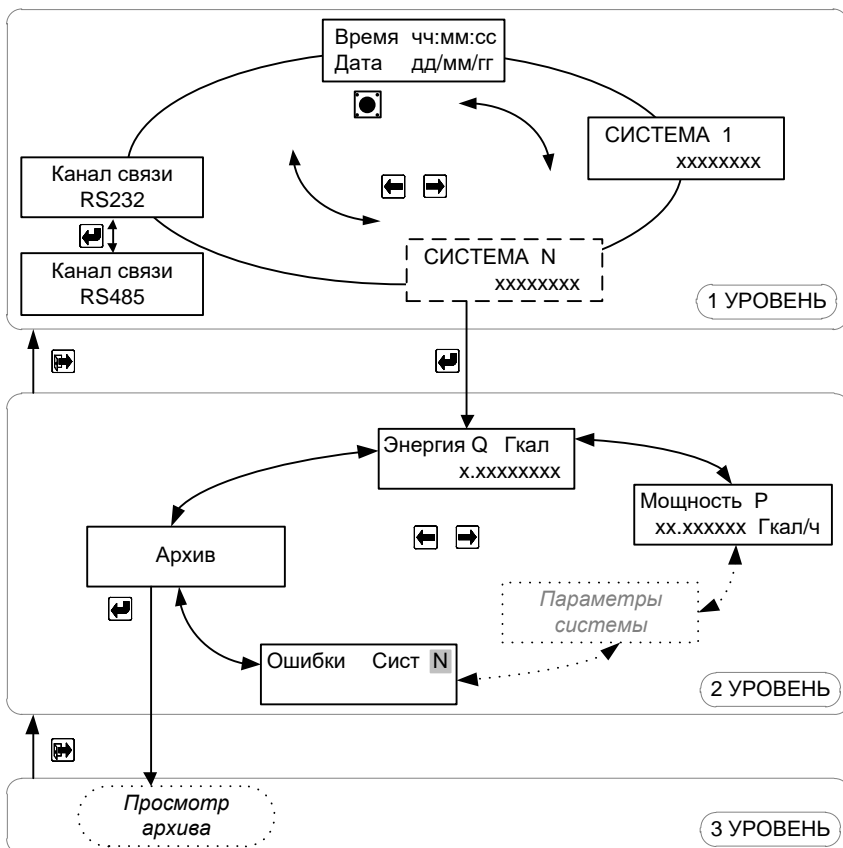 Время чч:мм:сс
Дата дд/мм/гг
СИСТЕМА 1
xxxxxxxx
Канал связи
RS232
СИСТЕМА N
xxxxxxxx
Канал связи
RS485
1 УРОВЕНЬ
Энергия Q Гкал
x.xxxxxxxx
Мощность P
xx.xxxxxx Гкал/ч
Архив
Параметры
системы
Ошибки Сист N
2 УРОВЕНЬ
Просмотр
архива
3 УРОВЕНЬ